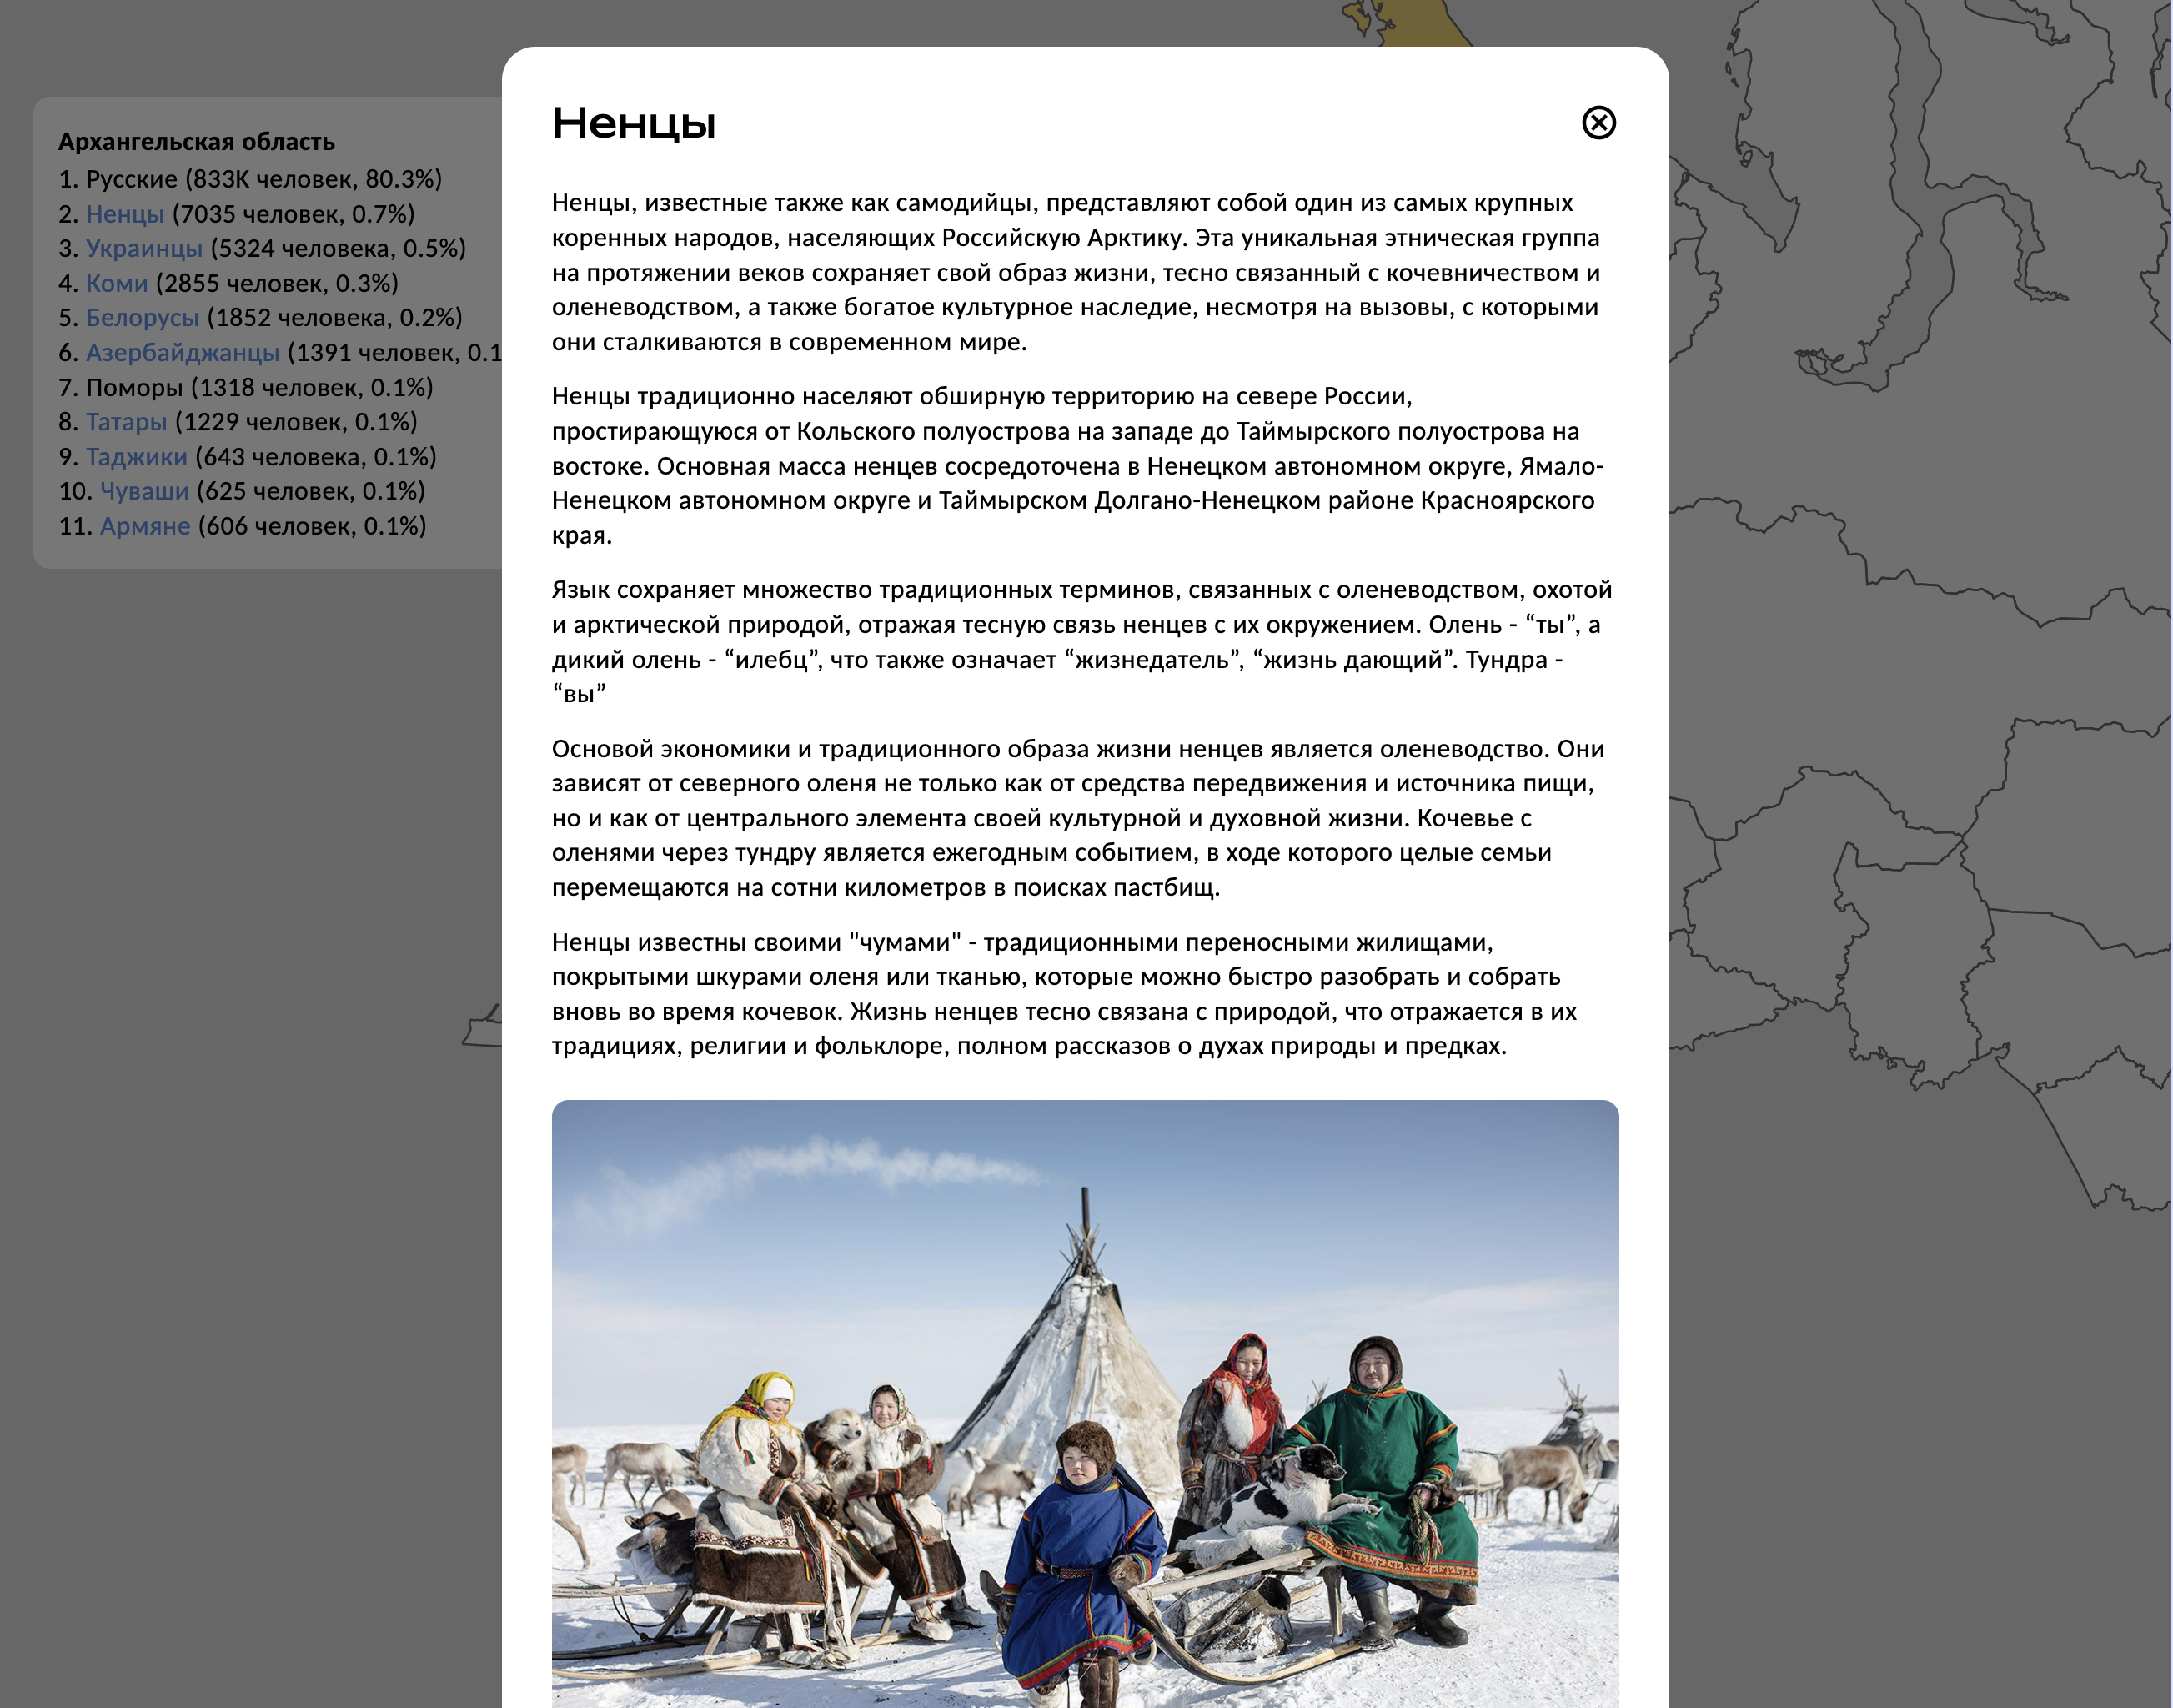 Архангельская область
1. Русские (833K человек, 80.3%)
2. Ненцы (7035 человек, 0.7%)
3. Украинцы (5324 человека, 0.5%)
4. Коми (2855 человек, 0.3%)
5. Белорусы (1852 человека, 0.2%)
6. Азербайджанцы (1391 человек, 0.1
7. Поморы (1318 человек, 0.1%)
8. Татары (1229 человек, 0.1%)
9. Таджики (643 человека, 0.1%)
10. Чуваши (625 человек, 0.1%)
11. Армяне (606 человек, 0.1%)
Ненцы
Ненцы, известные также как самодийцы, представляют собой один из самых крупных
коренных народов, населяющих Российскую Арктику. Эта уникальная этническая группа
на протяжении веков сохраняет свой образ жизни, тесно связанный с кочевничеством и
оленеводством, а также богатое культурное наследие, несмотря на вызовы, с которыми
они сталкиваются в современном мире.
Ненцы традиционно населяют обширную территорию на севере России,
простирающуюся от Кольского полуострова на западе до Таймырского полуострова на
востоке. Основная масса ненцев сосредоточена в Ненецком автономном округе, Ямало-
Ненецком автономном округе и Таймырском Долгано-Ненецком районе Красноярского
края.
Язык сохраняет множество традиционных терминов, связанных с оленеводством, охотой
и арктической природой, отражая тесную связь ненцев с их окружением. Олень - “ты”, а
дикий олень - “илебц”, что также означает “жизнедатель”, “жизнь дающий”. Тундра -
“вы”
Основой экономики и традиционного образа жизни ненцев является оленеводство. Они
зависят от северного оленя не только как от средства передвижения и источника пищи,
но и как от центрального элемента своей культурной и духовной жизни. Кочевье с
оленями через тундру является ежегодным событием, в ходе которого целые семьи
перемещаются на сотни километров в поисках пастбищ.
Ненцы известны своими "чумами" - традиционными переносными жилищами,
покрытыми шкурами оленя или тканью, которые можно быстро разобрать и собрать
вновь во время кочевок. Жизнь ненцев тесно связана с природой, что отражается в их
традициях, религии и фольклоре, полном рассказов о духах природы и предках.